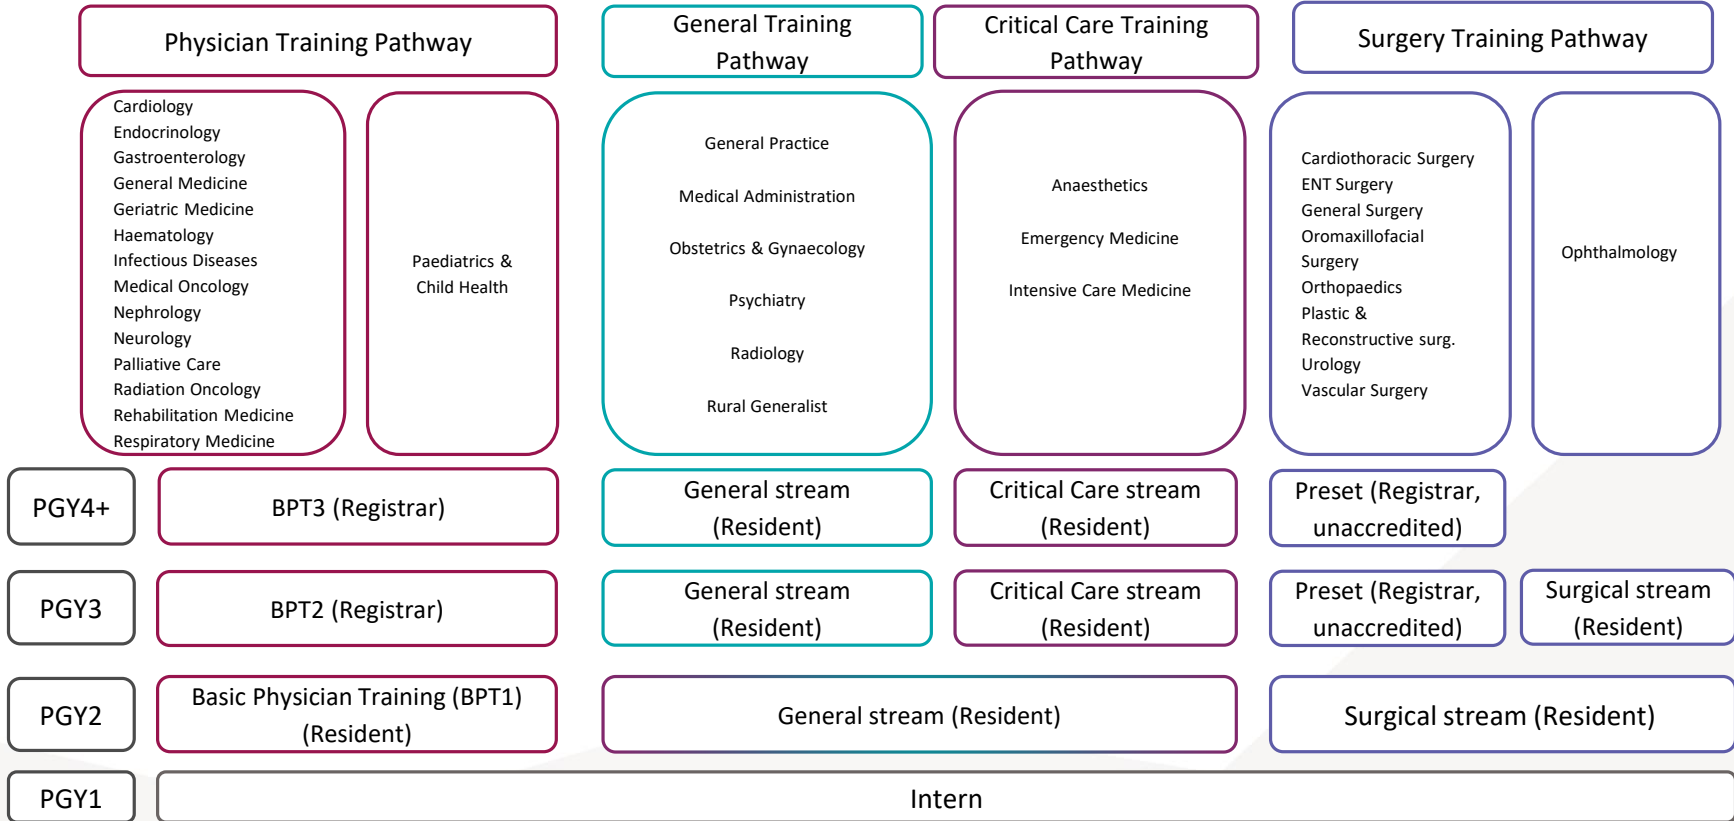 Physician Training Pathway
General Training
Pathway
Critical Care Training
Pathway
Surgery Training Pathway
Cardiology
Endocrinology
Gastroenterology
General Medicine
Geriatric Medicine
Haematology
Infectious Diseases
Medical Oncology
Nephrology
Neurology
Palliative Care
Radiation Oncology
Rehabilitation Medicine
Respiratory Medicine
Paediatrics &
Child Health
General Practice
Medical Administration
Obstetrics & Gynaecology
Psychiatry
Radiology
Rural Generalist
Anaesthetics
Emergency Medicine
Intensive Care Medicine
Cardiothoracic Surgery
ENT Surgery
General Surgery
Oromaxillofacial
Surgery
Orthopaedics
Plastic &
Reconstructive surg.
Urology
Vascular Surgery
Ophthalmology
PGY4+
BPT3 (Registrar)
General stream
(Resident)
Critical Care stream
(Resident)
Preset (Registrar,
unaccredited)
PGY3
BPT2 (Registrar)
General stream
(Resident)
Critical Care stream
(Resident)
Preset (Registrar,
unaccredited)
Surgical stream
(Resident)
PGY2
Basic Physician Training (BPT1)
(Resident)
General stream (Resident)
Surgical stream (Resident)
PGY1
Intern